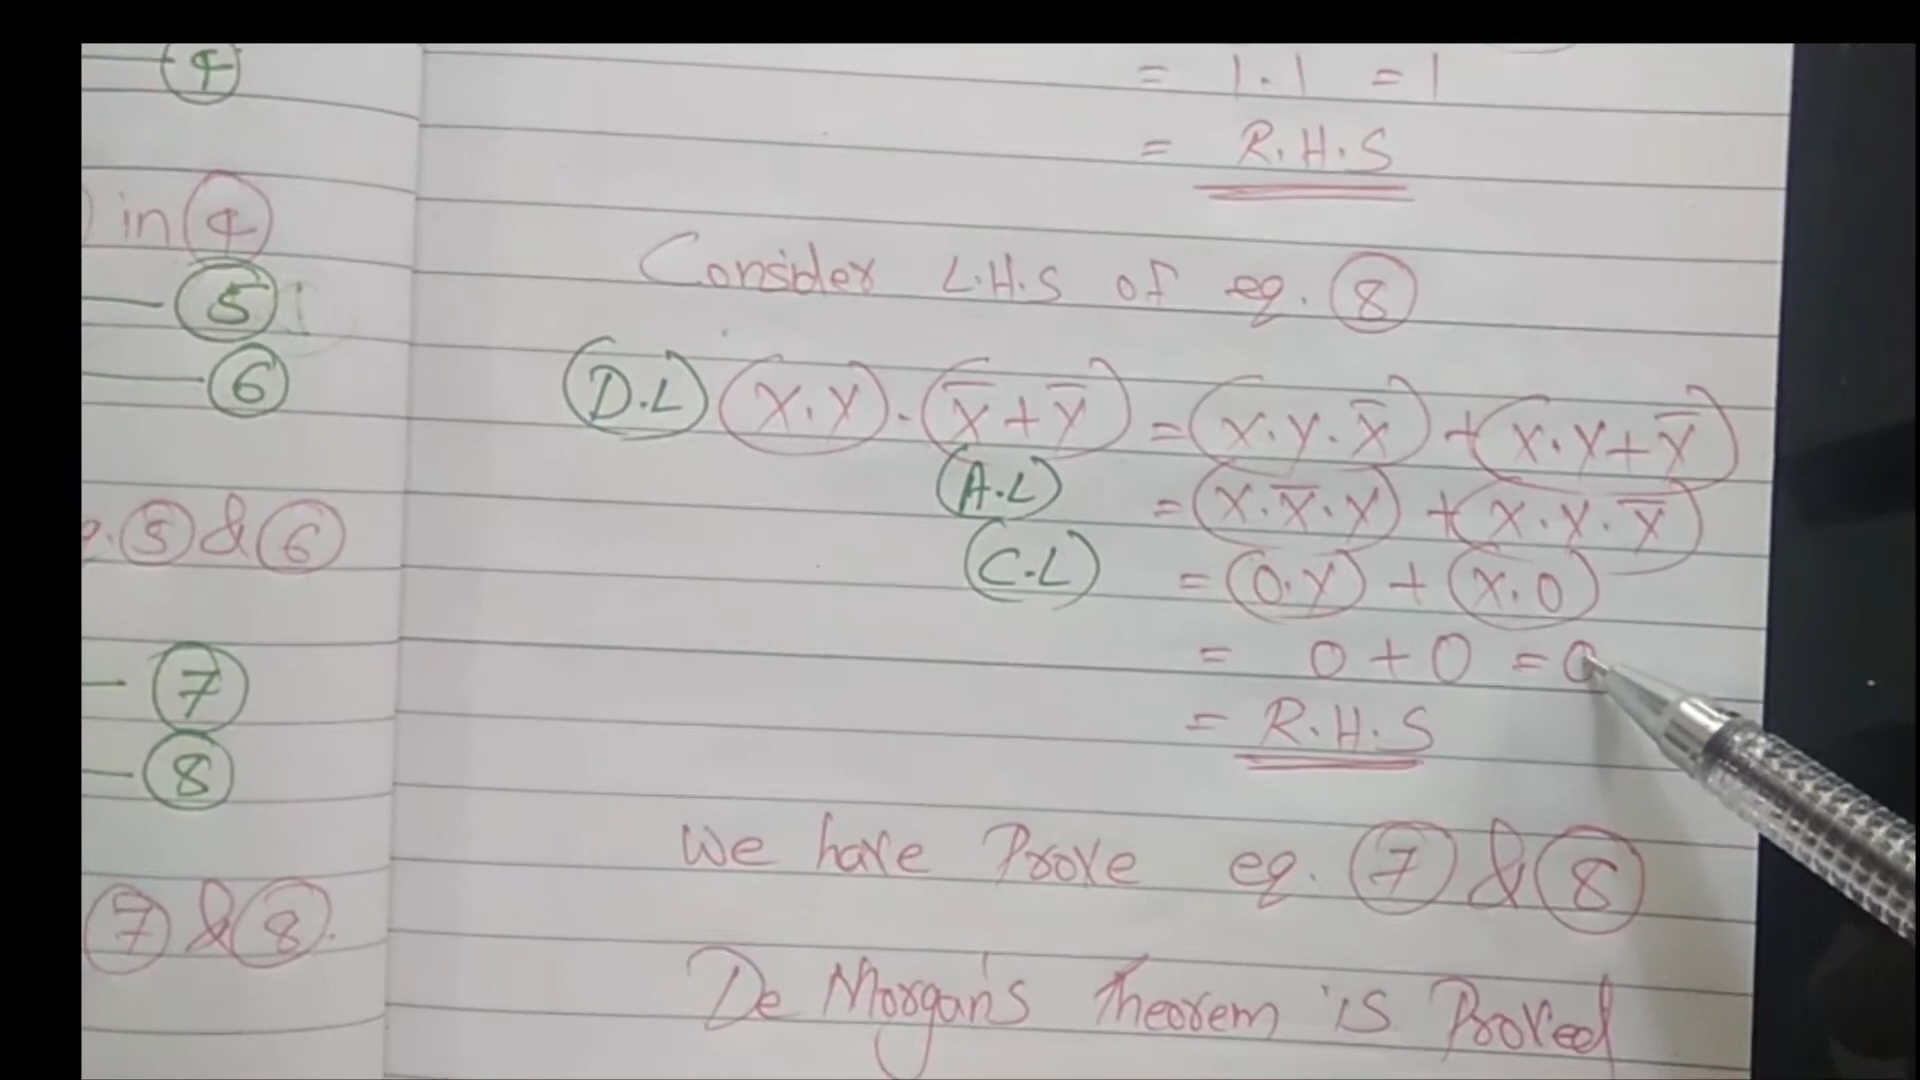 ④
= 1 . 1 = 1
= R.H.S
) in ④
Consider L.H.S of eq. ⑧
⑤
⑥
(D.L) (X.Y) . (X̅ + Y̅) = (X.Y.X̅) + (X.Y+Y̅)
(A.L) = (X.X̅.Y) + (X.Y.Y̅)
.⑤ & ⑥
(C.L) = (0.Y) + (X.0)
= 0 + 0 = 0
⑦
= R.H.S
⑧
We have Prove eq. ⑦ & ⑧
⑦ & ⑧.
De Morgan's Theorem is Proved